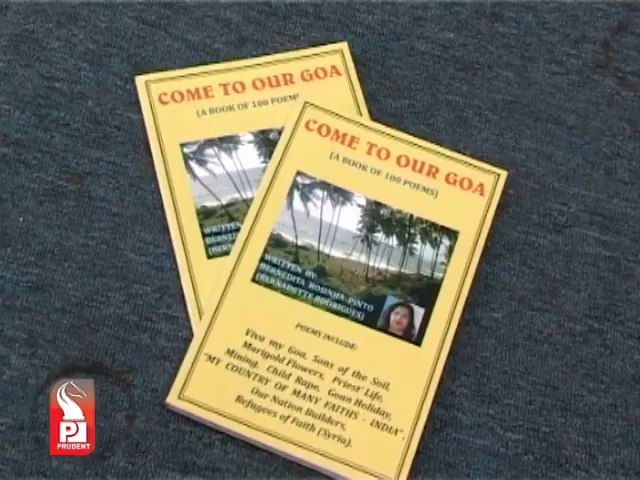 COME TO OUR GOA
(A BOOK OF 100 POEM
WRITTEN
COME TO OUR GOA
(A BOOK OF 100 POEMS)
WRITTEN BY:
BERNEDITA ROSINHA PINTO
(BERNADETTE RODRIGUES)
POEMS INCLUDE:
Viva my Goa, Sons of the Soil,
Marigold Flowers, Priest' Life,
Mining, Child Rape, Goan Holiday,
"MY COUNTRY OF MANY FAITHS - INDIA",
Our Nation Builders,
Refugees of Faith (Syria).
PRUDENT